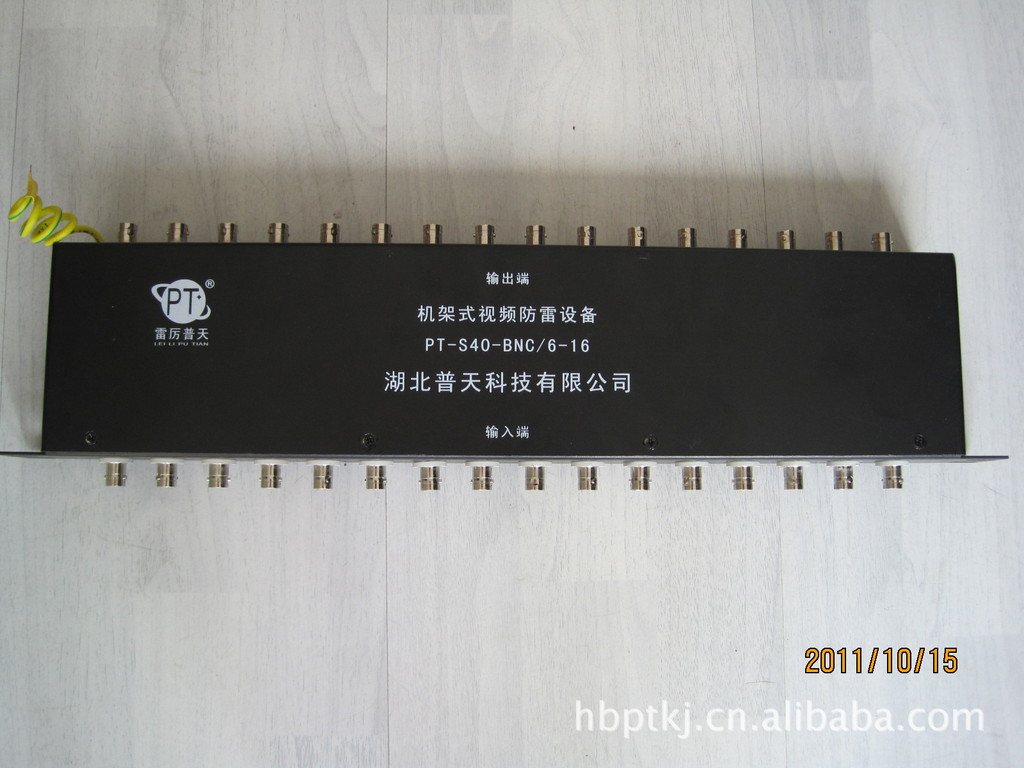 输出端
PT®
雷厉普天
LEI LI PU TIAN
机架式视频防雷设备
PT-S40-BNC/6-16
湖北普天科技有限公司
输入端
2011/10/15
hbptkj.cn.alibaba.com